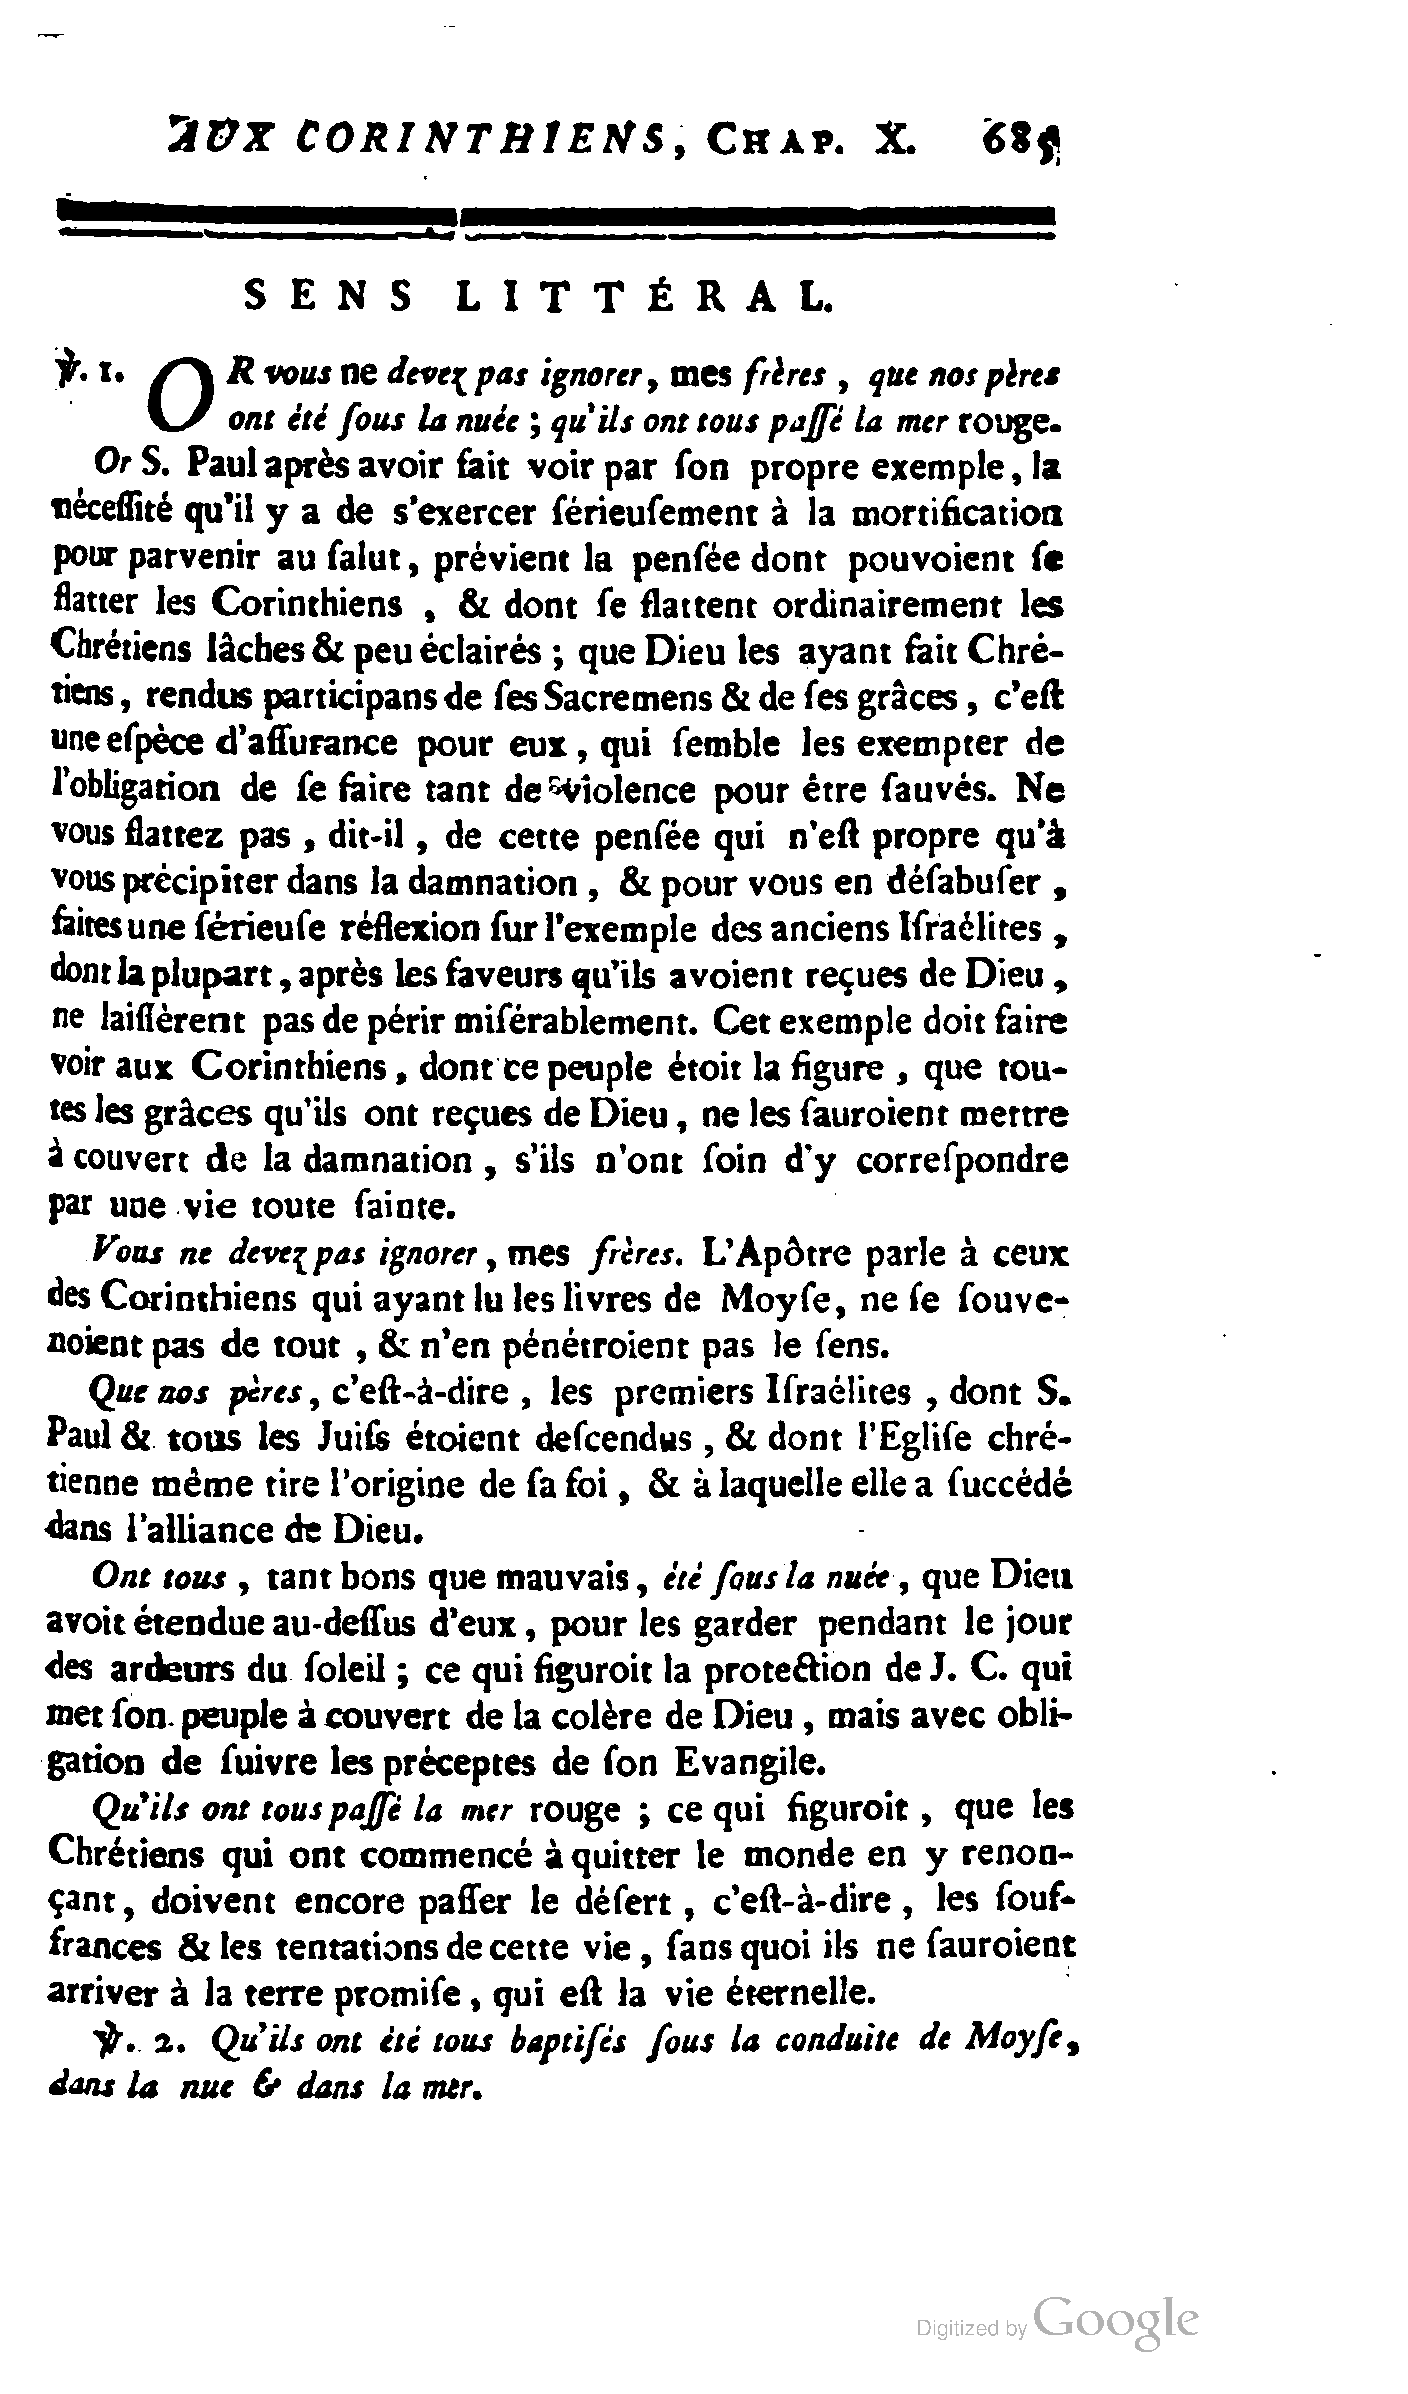 AUX CORINTHIENS, CHAP. X. 685
SENS LITTÉRAL.
℣. 1. OR vous ne devez pas ignorer, mes frères, que nos pères
ont été ſous la nuée ; qu'ils ont tous paſſé la mer rouge.
Or S. Paul après avoir fait voir par ſon propre exemple, la
néceſſité qu'il y a de s'exercer ſérieuſement à la mortification
pour parvenir au ſalut, prévient la penſée dont pouvoient ſe
flatter les Corinthiens, & dont ſe flattent ordinairement les
Chrétiens lâches & peu éclairés ; que Dieu les ayant fait Chré-
tiens, rendus participans de ſes Sacremens & de ſes grâces, c'eſt
une eſpèce d'aſſurance pour eux, qui ſemble les exempter de
l'obligation de ſe faire tant de violence pour être ſauvés. Ne
vous flattez pas, dit-il, de cette penſée qui n'eſt propre qu'à
vous précipiter dans la damnation, & pour vous en déſabuſer,
faites une ſérieuſe réflexion ſur l'exemple des anciens Iſraélites,
dont la plupart, après les faveurs qu'ils avoient reçues de Dieu,
ne laiſſèrent pas de périr miſérablement. Cet exemple doit faire
voir aux Corinthiens, dont ce peuple étoit la figure, que tou-
tes les grâces qu'ils ont reçues de Dieu, ne les ſauroient mettre
à couvert de la damnation, s'ils n'ont ſoin d'y correſpondre
par une vie toute ſainte.
Vous ne devez pas ignorer, mes frères. L'Apôtre parle à ceux
des Corinthiens qui ayant lu les livres de Moyſe, ne ſe ſouve-
noient pas de tout, & n'en pénétroient pas le ſens.
Que nos pères, c'eſt-à-dire, les premiers Iſraélites, dont S.
Paul & tous les Juifs étoient deſcendus, & dont l'Egliſe chré-
tienne même tire l'origine de ſa foi, & à laquelle elle a ſuccédé
dans l'alliance de Dieu.
Ont tous, tant bons que mauvais, été ſous la nuée, que Dieu
avoit étendue au-deſſus d'eux, pour les garder pendant le jour
des ardeurs du ſoleil ; ce qui figuroit la protection de J. C. qui
met ſon peuple à couvert de la colère de Dieu, mais avec obli-
gation de ſuivre les préceptes de ſon Evangile.
Qu'ils ont tous paſſé la mer rouge ; ce qui figuroit, que les
Chrétiens qui ont commencé à quitter le monde en y renon-
çant, doivent encore paſſer le déſert, c'eſt-à-dire, les ſouf-
frances & les tentations de cette vie, ſans quoi ils ne ſauroient
arriver à la terre promiſe, qui eſt la vie éternelle.
℣. 2. Qu'ils ont été tous baptiſés ſous la conduite de Moyſe,
dans la nue & dans la mer.
Digitized by Google